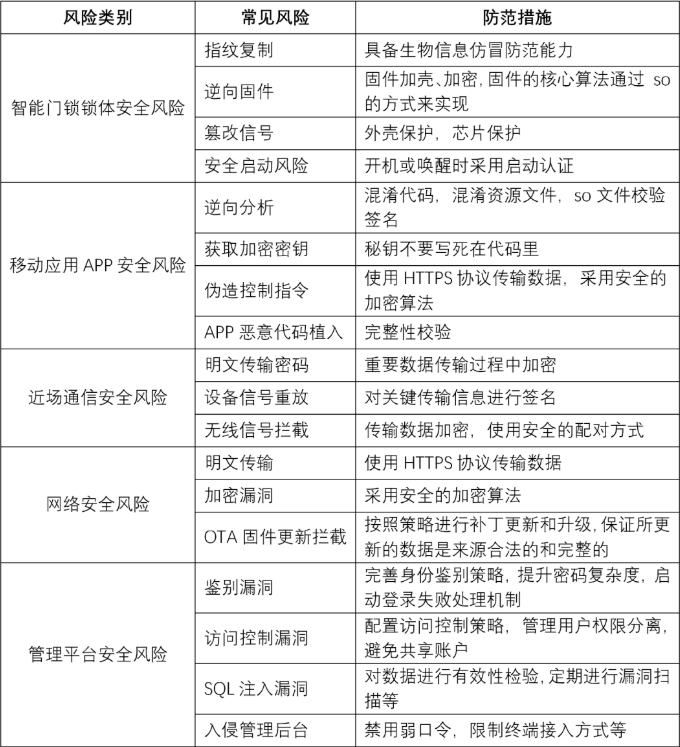 风险类别 常见风险 防范措施
智能门锁锁体安全风险
指纹复制 具备生物信息仿冒防范能力
逆向固件 固件加壳、加密,固件的核心算法通过 so
的方式来实现
篡改信号 外壳保护，芯片保护
安全启动风险 开机或唤醒时采用启动认证
移动应用 APP 安全风险
逆向分析 混淆代码，混淆资源文件，so 文件校验
签名
获取加密密钥 秘钥不要写死在代码里
伪造控制指令 使用 HTTPS 协议传输数据，采用安全的
加密算法
APP 恶意代码植入 完整性校验
近场通信安全风险
明文传输密码 重要数据传输过程中加密
设备信号重放 对关键传输信息进行签名
无线信号拦截 传输数据加密，使用安全的配对方式
网络安全风险
明文传输 使用 HTTPS 协议传输数据
加密漏洞 采用安全的加密算法
OTA 固件更新拦截 按照策略进行补丁更新和升级,保证所更
新的数据是来源合法的和完整的
管理平台安全风险
鉴别漏洞 完善身份鉴别策略,提升密码复杂度，启
动登录失败处理机制
访问控制漏洞 配置访问控制策略，管理用户权限分离,
避免共享账户
SQL 注入漏洞 对数据进行有效性检验,定期进行漏洞扫
描等
入侵管理后台 禁用弱口令，限制终端接入方式等